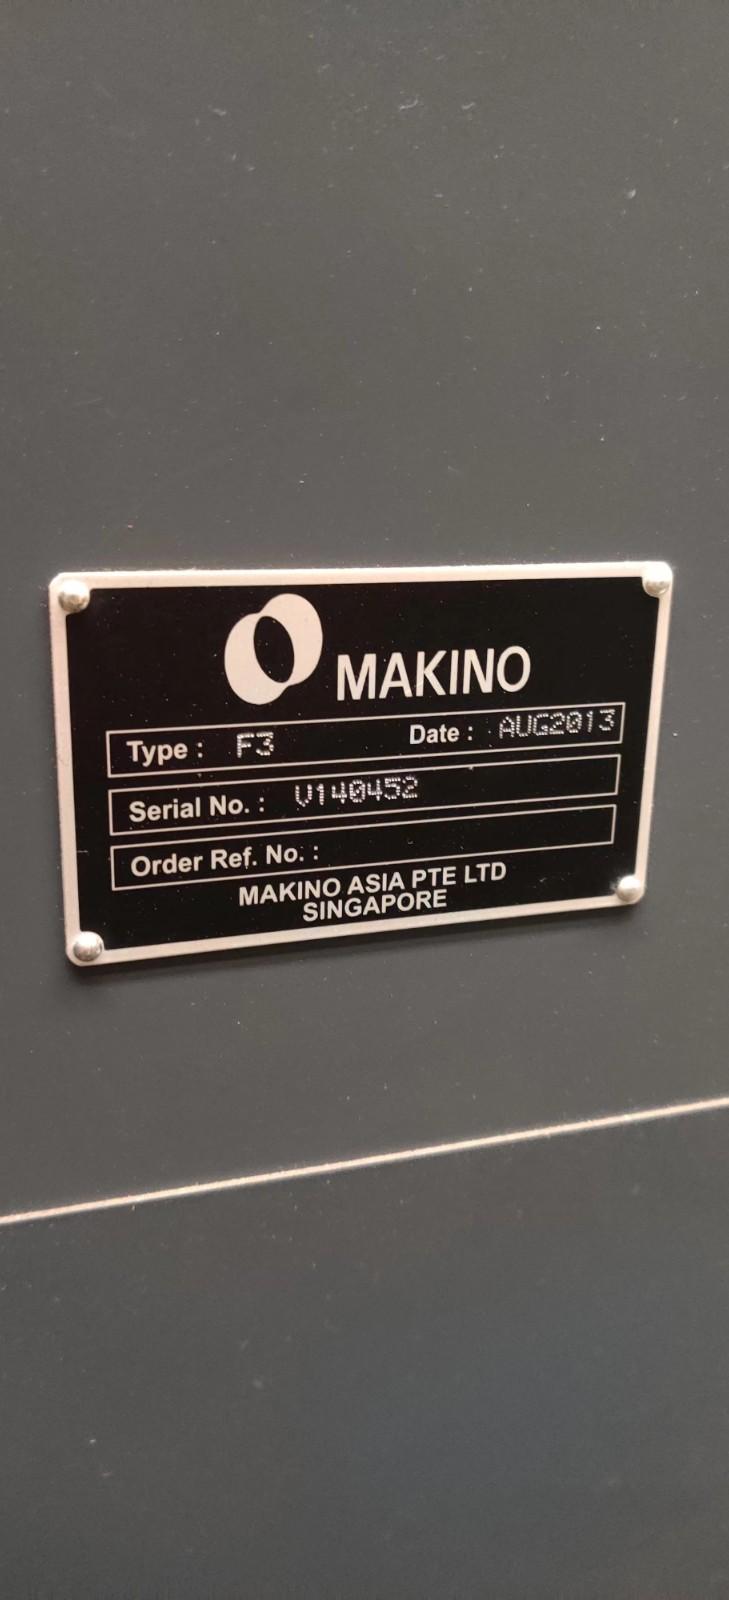 MAKINO
Type : F3 Date : AUG2013
Serial No. : V140452
Order Ref. No. :
MAKINO ASIA PTE LTD
SINGAPORE